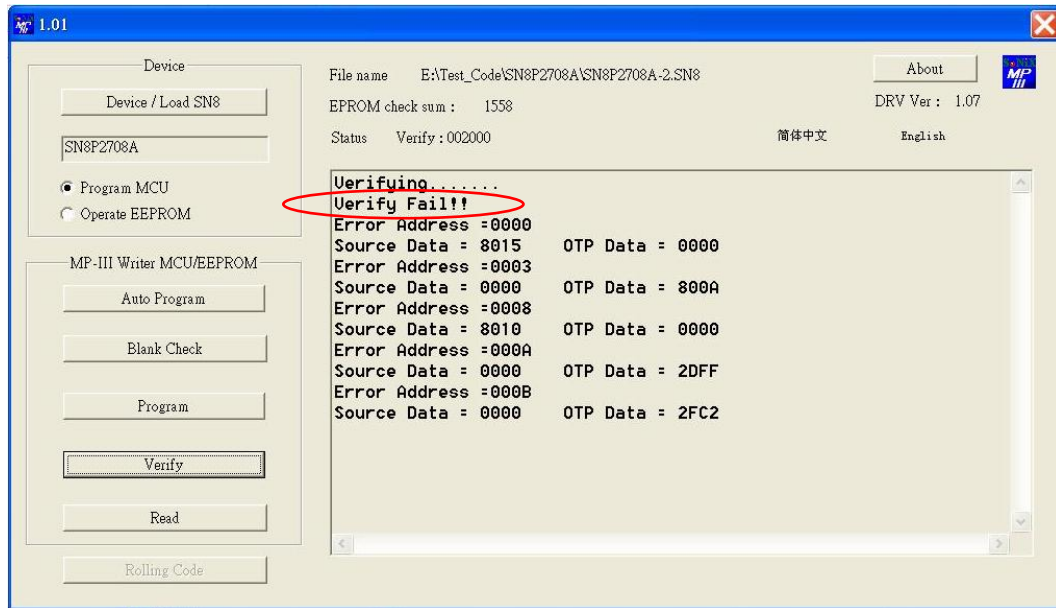 1.01
Device
Device / Load SN8
SN8P2708A
Program MCU
Operate EEPROM
MP-III Writer MCU/EEPROM
Auto Program
Blank Check
Program
Verify
Read
Rolling Code
File name E:\Test_Code\SN8P2708A\SN8P2708A-2.SN8
EPROM check sum : 1558
Status Verify : 002000
About
DRV Ver : 1.07
SONiX
MP
III
简体中文 English
Verifying.......
Verify Fail!!
Error Address =0000
Source Data = 8015 OTP Data = 0000
Error Address =0003
Source Data = 0000 OTP Data = 800A
Error Address =0008
Source Data = 8010 OTP Data = 0000
Error Address =000A
Source Data = 0000 OTP Data = 2DFF
Error Address =000B
Source Data = 0000 OTP Data = 2FC2